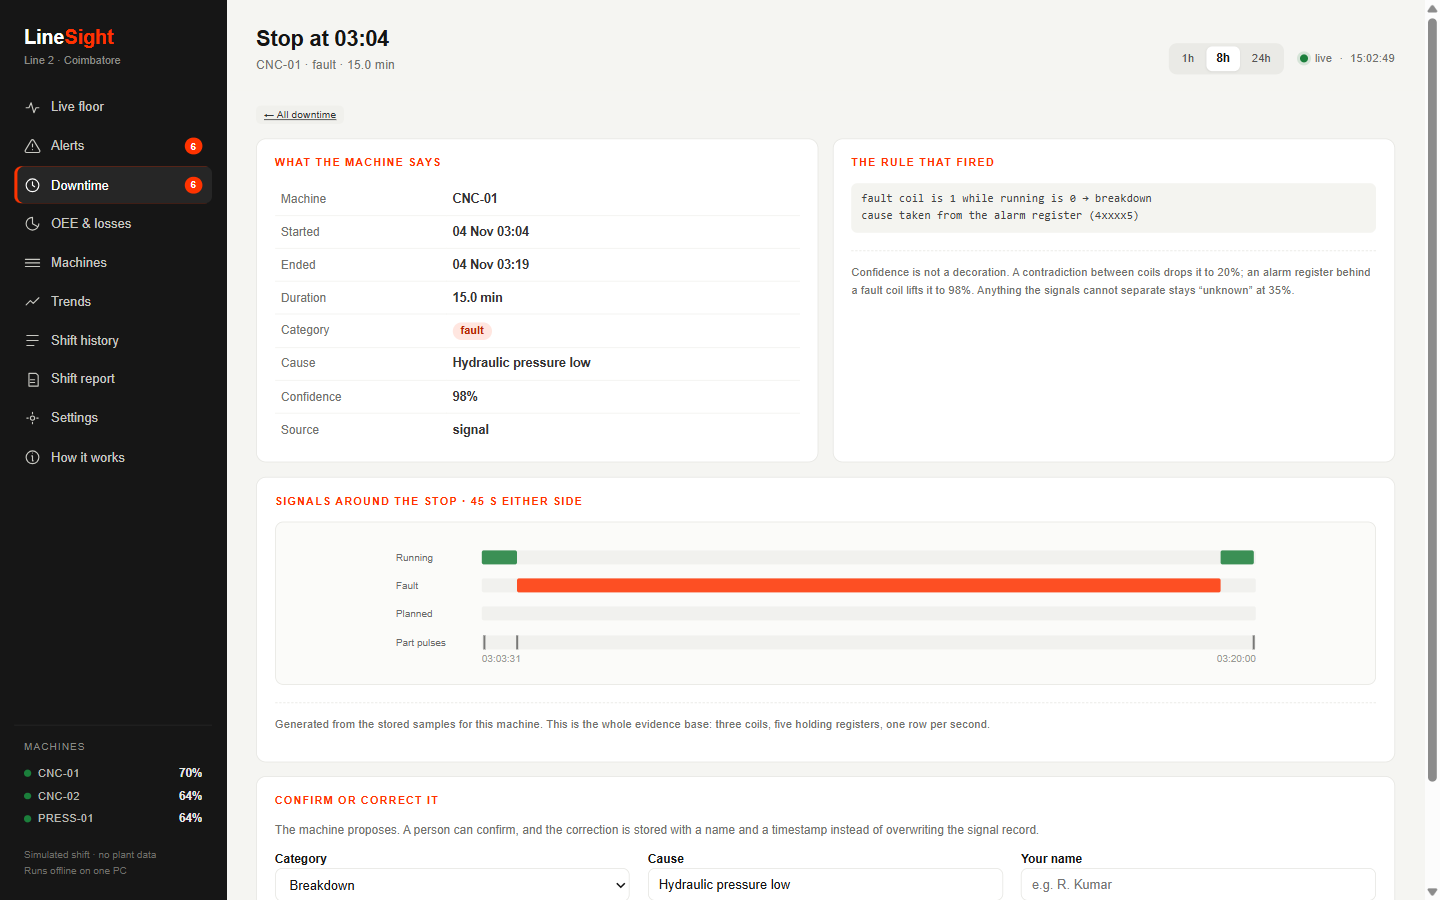 LineSight
Line 2 · Coimbatore
Live floor
Alerts 6
Downtime 6
OEE & losses
Machines
Trends
Shift history
Shift report
Settings
How it works
MACHINES
CNC-01 70%
CNC-02 64%
PRESS-01 64%
Simulated shift · no plant data
Runs offline on one PC
Stop at 03:04
CNC-01 · fault · 15.0 min
1h 8h 24h live · 15:02:49
← All downtime
WHAT THE MACHINE SAYS
Machine CNC-01
Started 04 Nov 03:04
Ended 04 Nov 03:19
Duration 15.0 min
Category fault
Cause Hydraulic pressure low
Confidence 98%
Source signal
THE RULE THAT FIRED
fault coil is 1 while running is 0 → breakdown
cause taken from the alarm register (4xxxx5)
Confidence is not a decoration. A contradiction between coils drops it to 20%; an alarm register behind
a fault coil lifts it to 98%. Anything the signals cannot separate stays “unknown” at 35%.
SIGNALS AROUND THE STOP · 45 S EITHER SIDE
Running
Fault
Planned
Part pulses
03:03:31 03:20:00
Generated from the stored samples for this machine. This is the whole evidence base: three coils, five holding registers, one row per second.
CONFIRM OR CORRECT IT
The machine proposes. A person can confirm, and the correction is stored with a name and a timestamp instead of overwriting the signal record.
Category Cause Your name
Breakdown Hydraulic pressure low e.g. R. Kumar